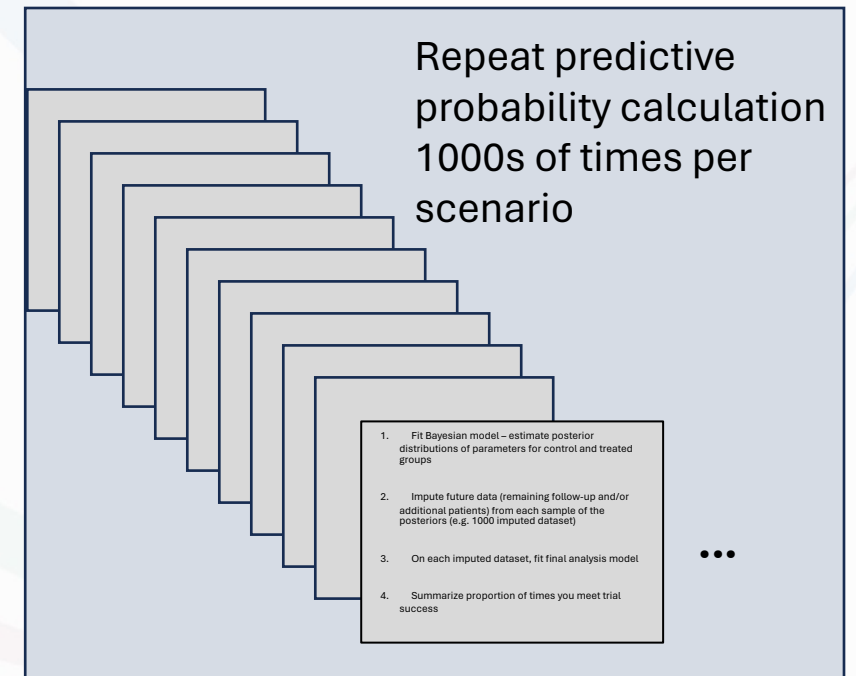 Repeat predictive
probability calculation
1000s of times per
scenario
1. Fit Bayesian model – estimate posterior
distributions of parameters for control and treated
groups
2. Impute future data (remaining follow-up and/or
additional patients) from each sample of the
posteriors (e.g. 1000 imputed dataset)
3. On each imputed dataset, fit final analysis model
4. Summarize proportion of times you meet trial
success
...